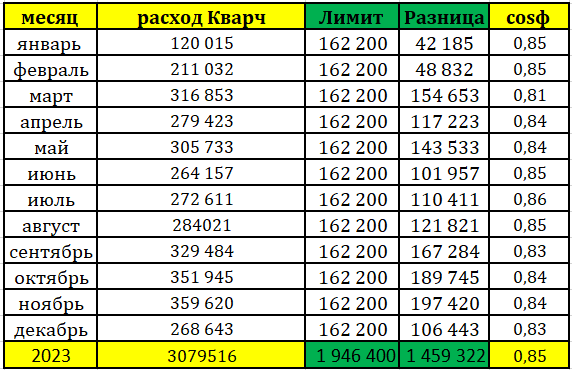 месяц расход Кварч Лимит Разница cosф
январь 120 015 162 200 42 185 0,85
февраль 211 032 162 200 48 832 0,85
март 316 853 162 200 154 653 0,81
апрель 279 423 162 200 117 223 0,84
май 305 733 162 200 143 533 0,84
июнь 264 157 162 200 101 957 0,85
июль 272 611 162 200 110 411 0,86
август 284021 162 200 121 821 0,85
сентябрь 329 484 162 200 167 284 0,83
октябрь 351 945 162 200 189 745 0,84
ноябрь 359 620 162 200 197 420 0,84
декабрь 268 643 162 200 106 443 0,83
2023 3079516 1 946 400 1 459 322 0,85